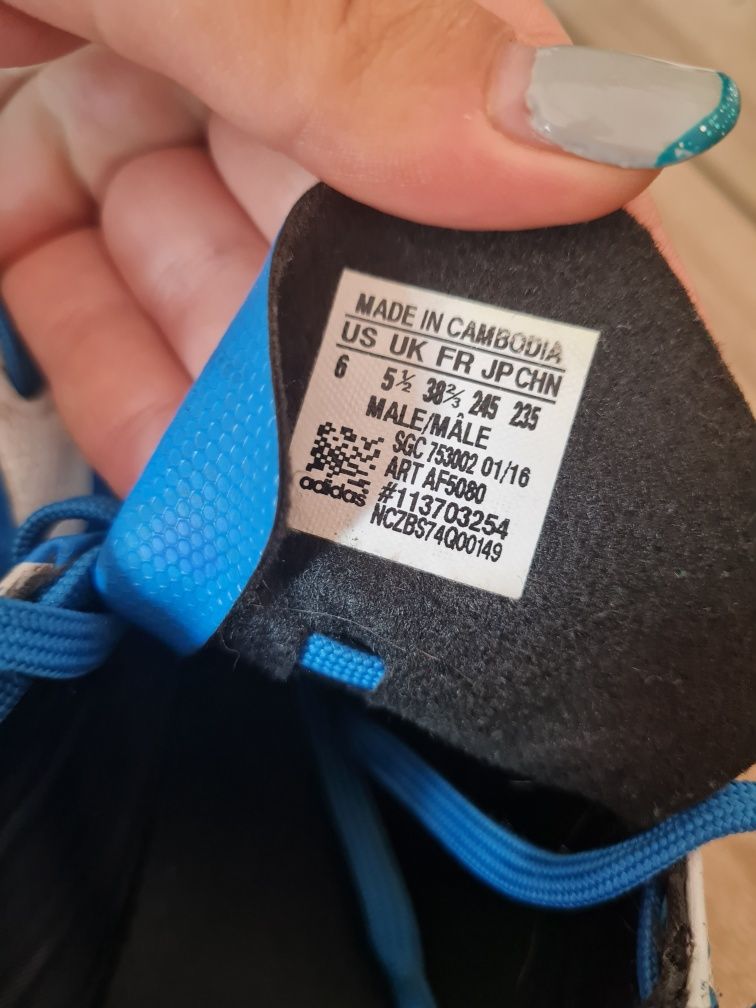 MADE IN CAMBODIA
US UK FR JP CHN
6 5½ 38⅔ 245 235
MALE/MÂLE
SGC 753002 01/16
ART AF5080
#113703254
NCZBS74Q00149
adidas